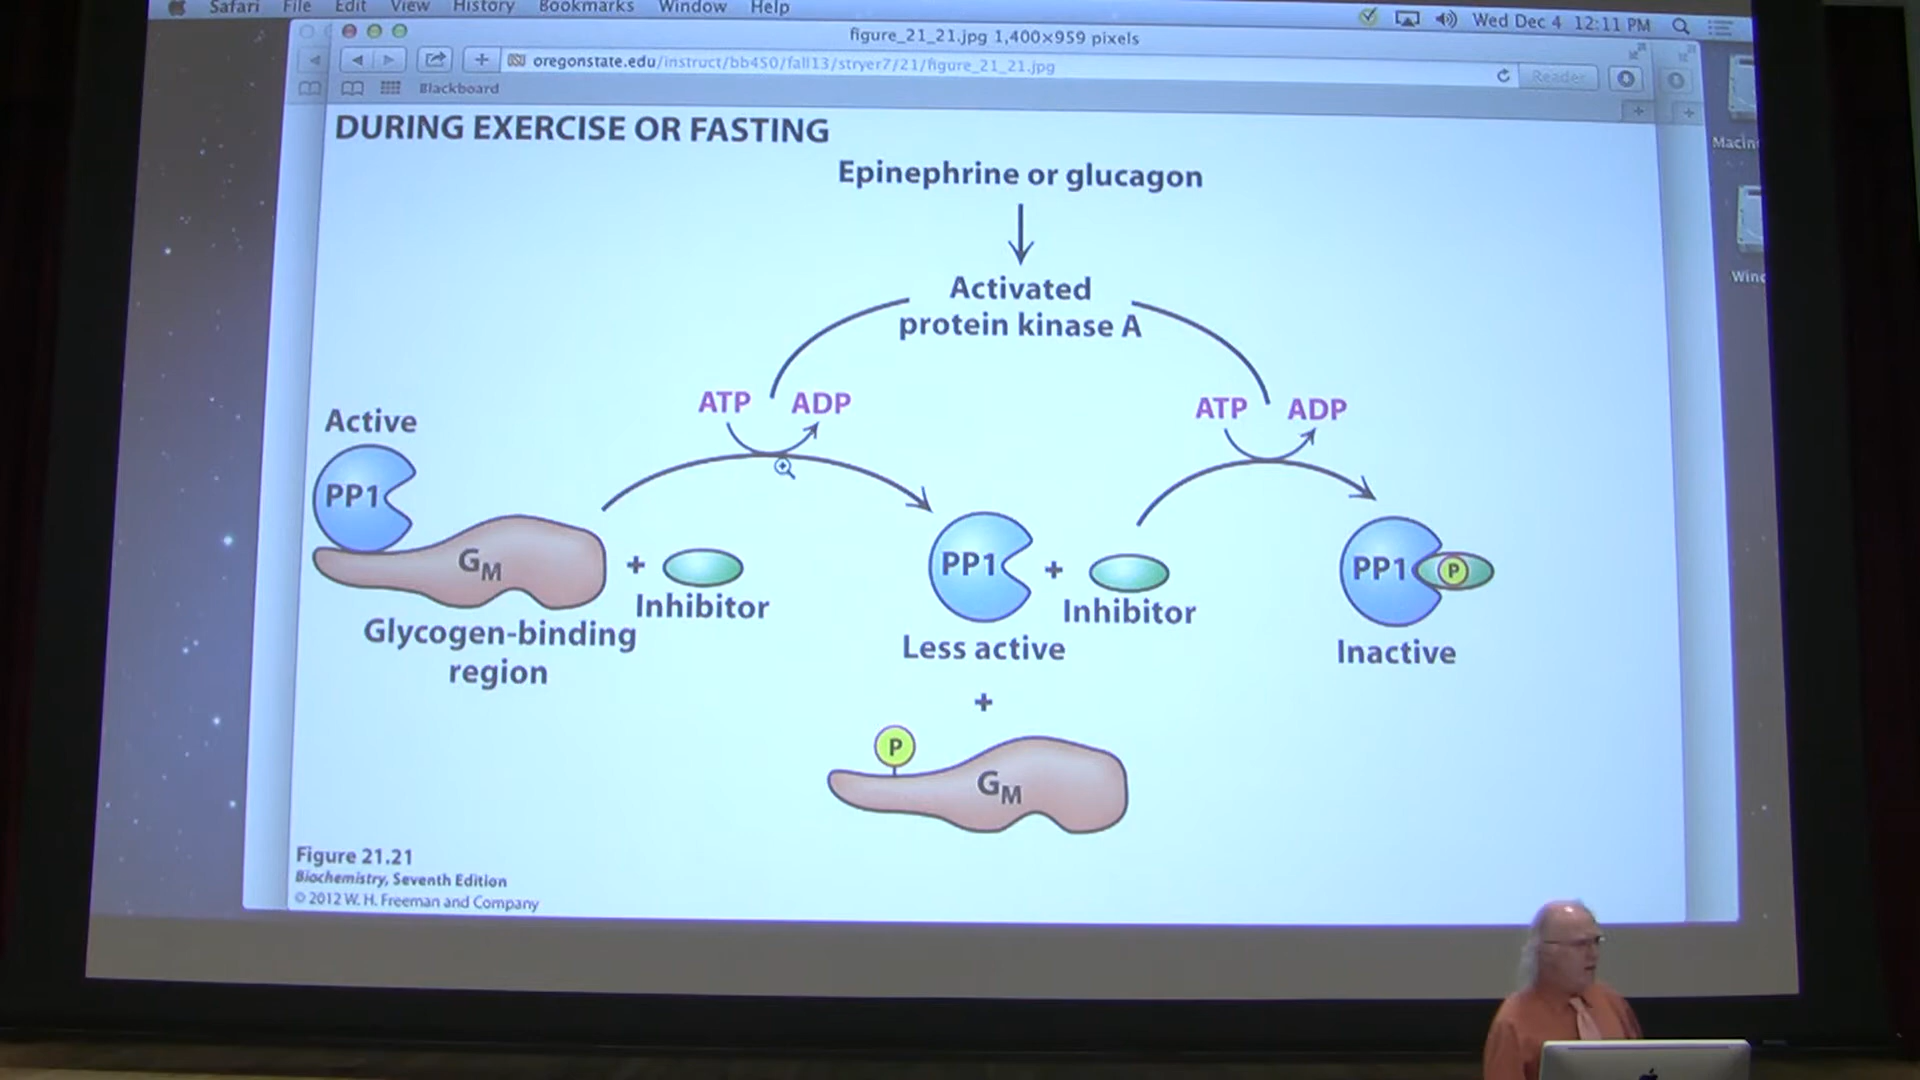 Safari File Edit View History Bookmarks Window Help
Wed Dec 4 12:11 PM
figure_21_21.jpg 1,400×959 pixels
oregonstate.edu/instruct/bb450/fall13/stryer7/21/figure_21_21.jpg
Reader
Blackboard
DURING EXERCISE OR FASTING
Epinephrine or glucagon
Activated
protein kinase A
ATP ADP
ATP ADP
Active
PP1
GM
+
Inhibitor
Glycogen-binding
region
PP1
+
Inhibitor
Less active
PP1
P
Inactive
+
P
GM
Figure 21.21
Biochemistry, Seventh Edition
© 2012 W. H. Freeman and Company